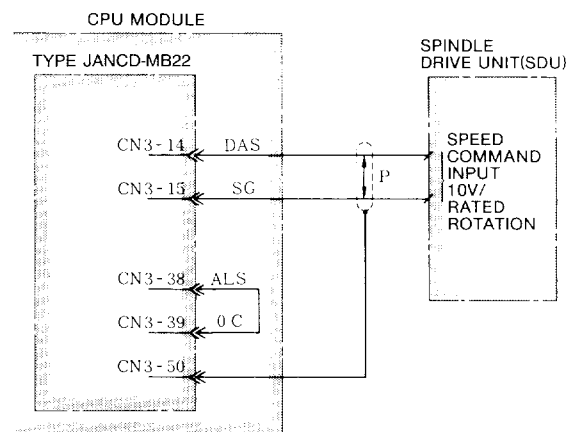 CPU MODULE
TYPE JANCD-MB22
SPINDLE
DRIVE UNIT(SDU)
CN3-14 DAS
CN3-15 SG
P
SPEED
COMMAND
INPUT
10V/
RATED
ROTATION
CN3-38 ALS
CN3-39 0C
CN3-50